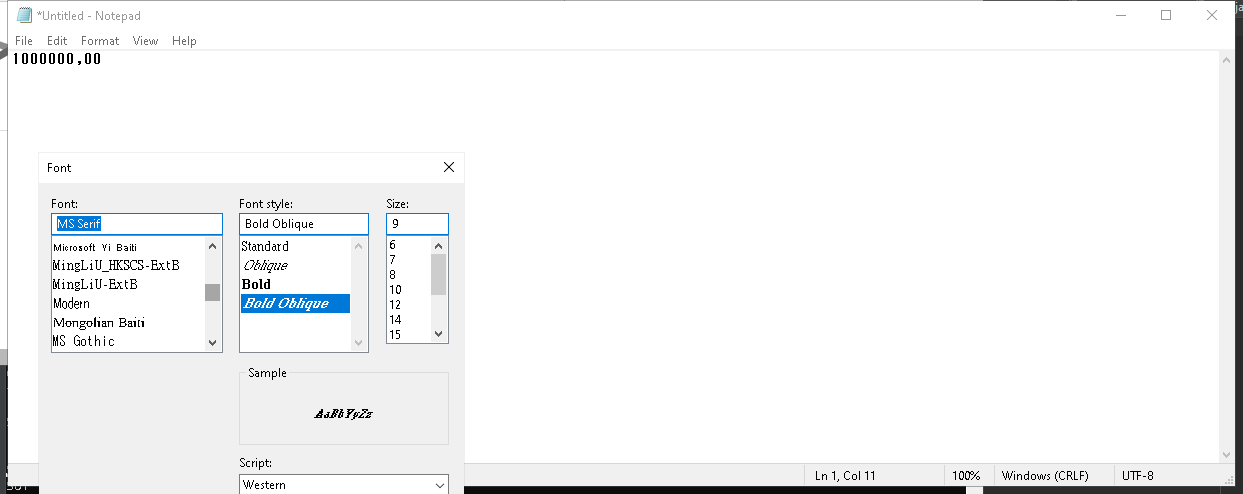 *Untitled - Notepad
File Edit Format View Help
1000000,00
Font
Font: Font style: Size:
MS Serif Bold Oblique 9
Microsoft Yi Baiti Standard 6
MingLiU_HKSCS-ExtB Oblique 7
MingLiU-ExtB Bold 8
Modern Bold Oblique 10
Mongolian Baiti 12
MS Gothic 14
15
Sample
AaBbYyZz
Script:
Western
Ln 1, Col 11 100% Windows (CRLF) UTF-8